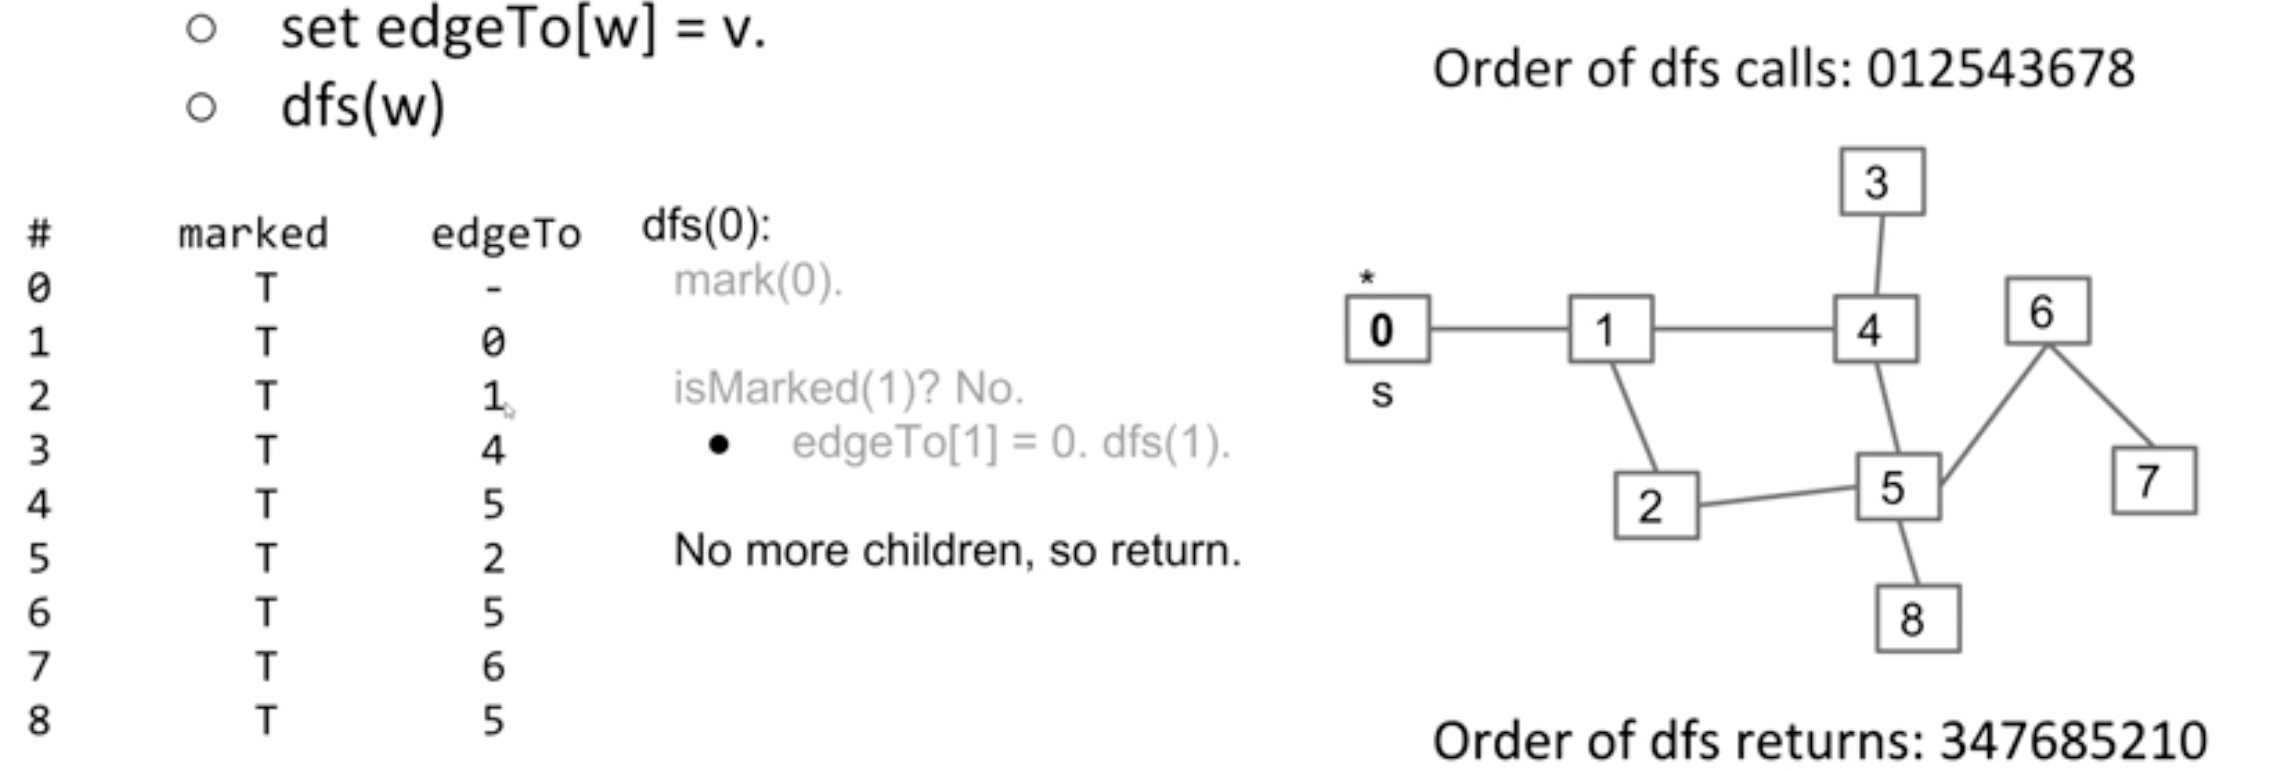 ○ set edgeTo[w] = v.
○ dfs(w)
Order of dfs calls: 012543678
# marked edgeTo
0 T -
1 T 0
2 T 1
3 T 4
4 T 5
5 T 2
6 T 5
7 T 6
8 T 5
dfs(0):
mark(0).
isMarked(1)? No.
● edgeTo[1] = 0. dfs(1).
No more children, so return.
3
*
0
s
1
4
6
2
5
7
8
Order of dfs returns: 347685210